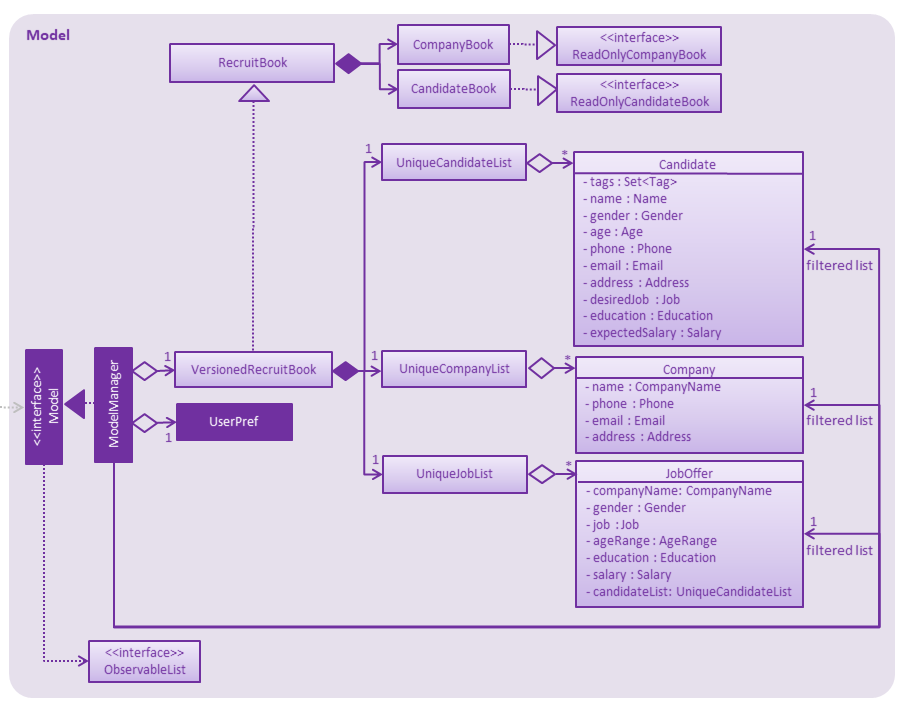 Model
RecruitBook
CompanyBook
<<interface>>
ReadOnlyCompanyBook
CandidateBook
<<interface>>
ReadOnlyCandidateBook
1
UniqueCandidateList
*
Candidate
- tags : Set<Tag>
- name : Name
- gender : Gender
- age : Age
- phone : Phone
- email : Email
- address : Address
- desiredJob : Job
- education : Education
- expectedSalary : Salary
1
filtered list
<<interface>>
Model
ModelManager
1
VersionedRecruitBook
1
UserPref
1
UniqueCompanyList
*
Company
- name : CompanyName
- phone : Phone
- email : Email
- address : Address
1
filtered list
1
UniqueJobList
*
JobOffer
- companyName: CompanyName
- gender : Gender
- job : Job
- ageRange : AgeRange
- education : Education
- salary : Salary
- candidateList: UniqueCandidateList
1
filtered list
<<interface>>
ObservableList